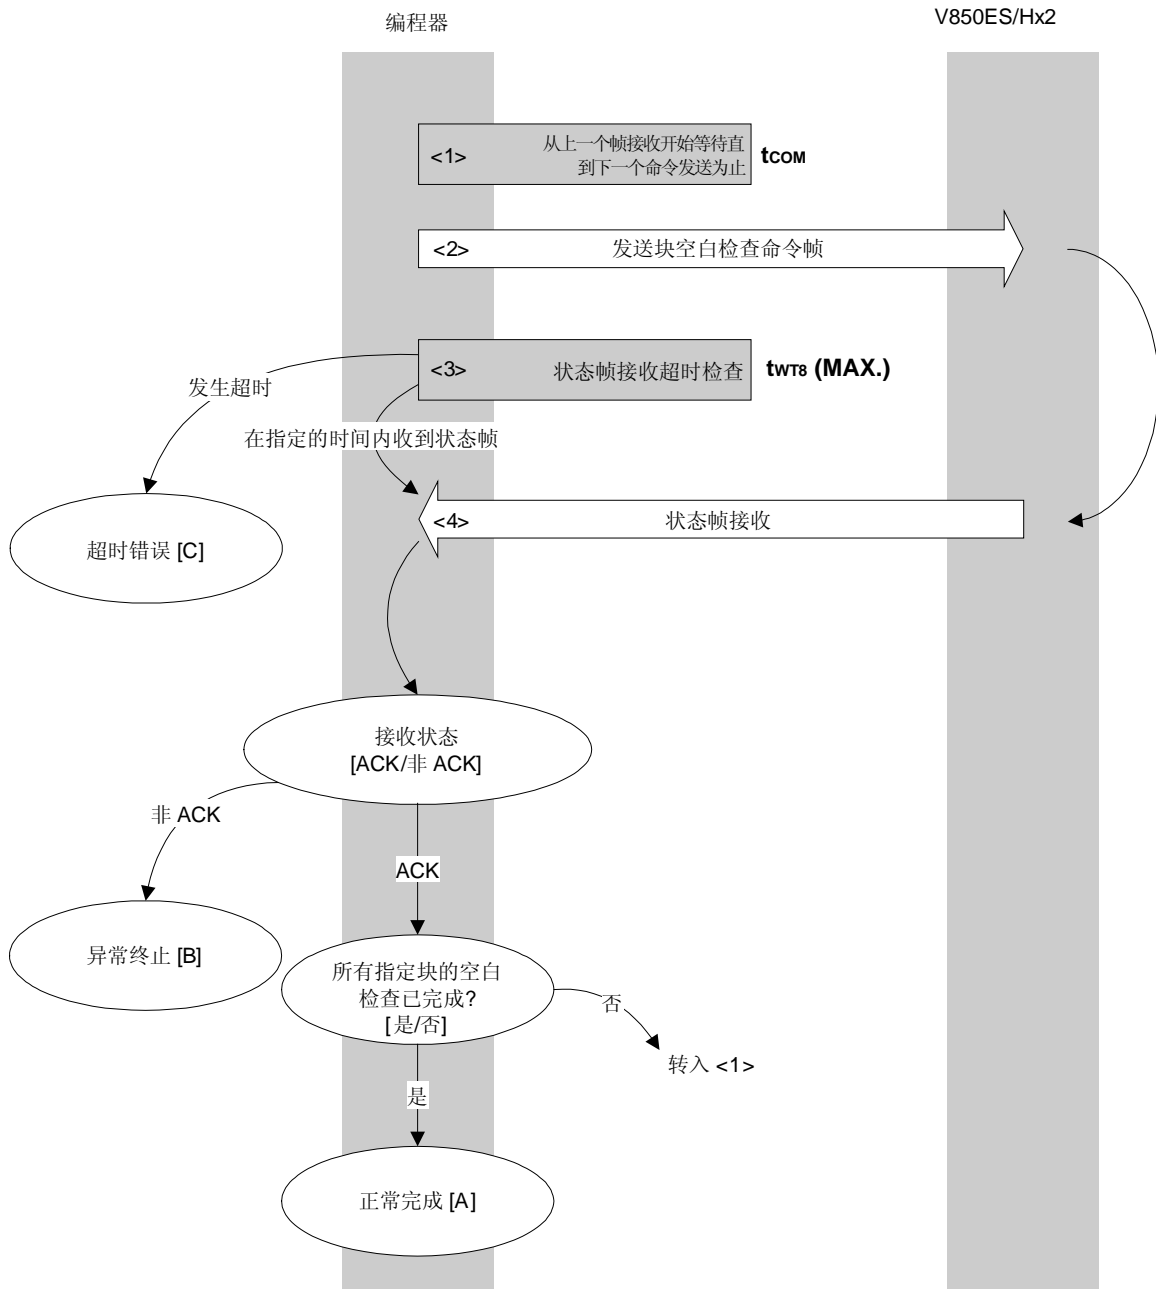 编程器
V850ES/Hx2
<1>
从上一个帧接收开始等待直
到下一个命令发送为止
tCOM
<2>
发送块空白检查命令帧
<3>
状态帧接收超时检查
tWT8 (MAX.)
发生超时
在指定的时间内收到状态帧
<4>
状态帧接收
超时错误 [C]
接收状态
[ACK/非 ACK]
非 ACK
ACK
异常终止 [B]
所有指定块的空白
检查已完成?
[是/否]
否
转入 <1>
是
正常完成 [A]